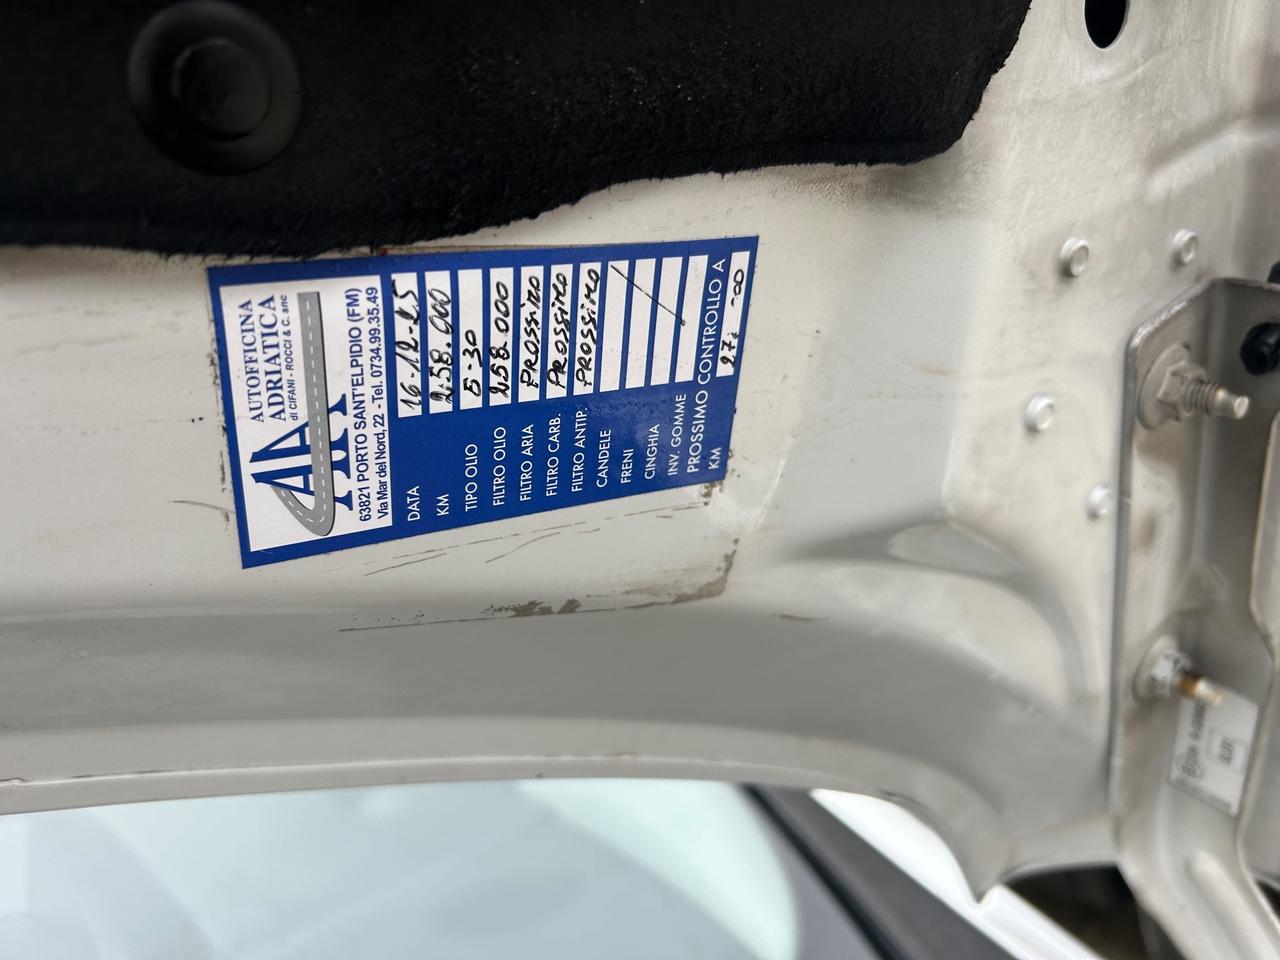 AUTOFFICINA
ADRIATICA
di CIFANI - ROCCI & C. snc
63821 PORTO SANT'ELPIDIO (FM)
Via Mar del Nord, 22 - Tel. 0734.99.35.49
DATA 16-12-25
KM 258.000
TIPO OLIO 5-30
FILTRO OLIO 258.000
FILTRO ARIA PROSSIMO
FILTRO CARB. PROSSIMO
FILTRO ANTIP. PROSSIMO
CANDELE
FRENI
CINGHIA
INV. GOMME
PROSSIMO CONTROLLO A
KM